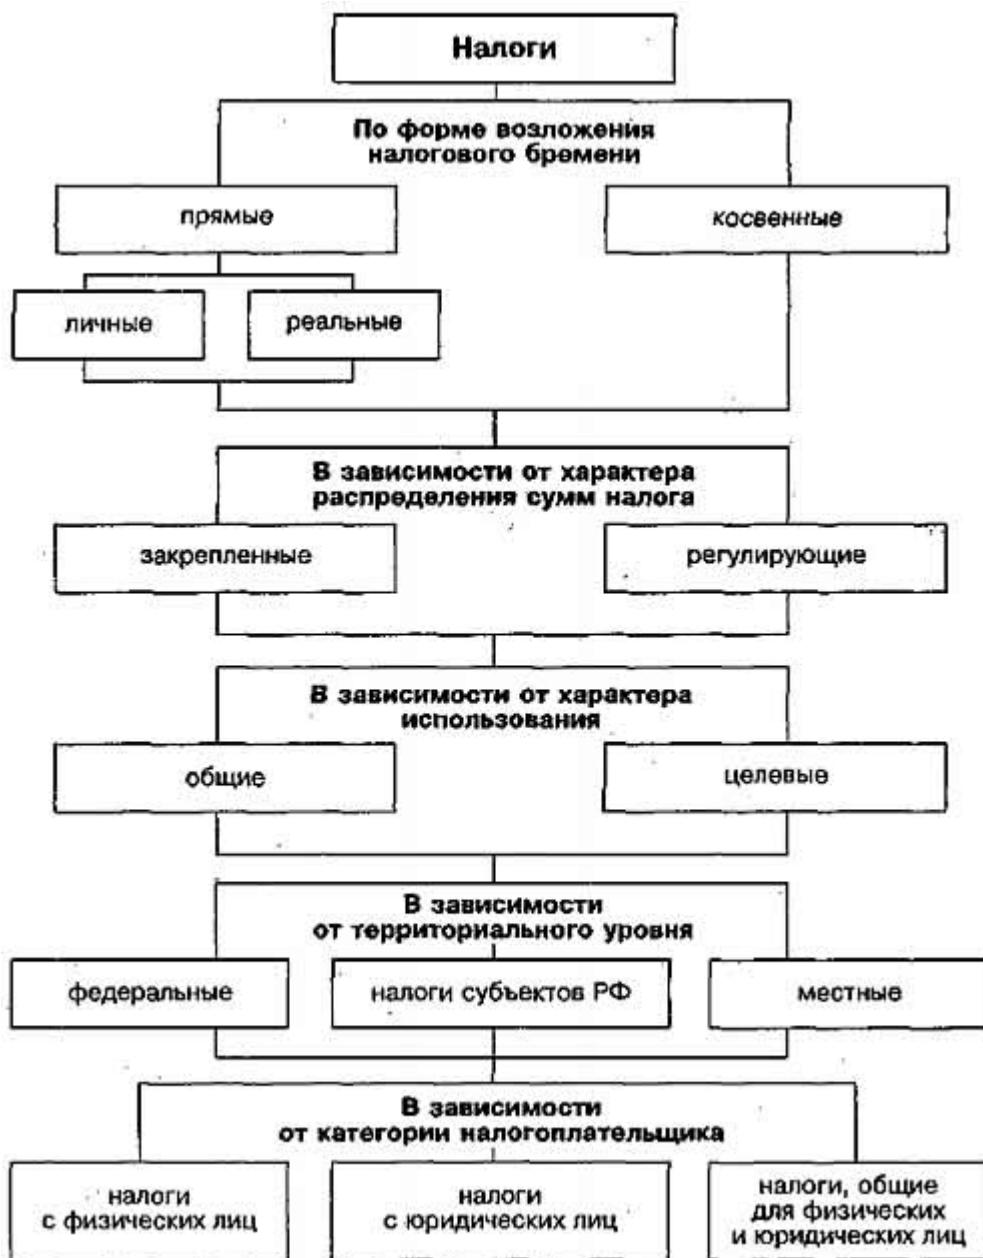 Налоги
По форме возложения
налогового бремени
прямые
косвенные
личные
реальные
В зависимости от характера
распределения сумм налога
закрепленные
регулирующие
В зависимости от характера
использования
общие
целевые
В зависимости
от территориального уровня
федеральные
налоги субъектов РФ
местные
В зависимости
от категории налогоплательщика
налоги
с физических лиц
налоги
с юридических лиц
налоги, общие
для физических
и юридических лиц